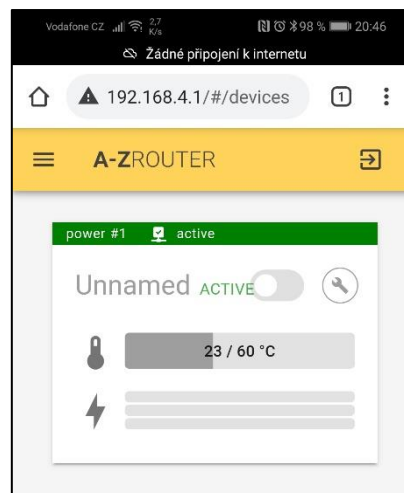 Vodafone CZ 2,7 K/s 98 % 20:46
Žádné připojení k internetu
192.168.4.1/#/devices 1
A-ZROUTER
power #1 active
Unnamed ACTIVE
23 / 60 °C